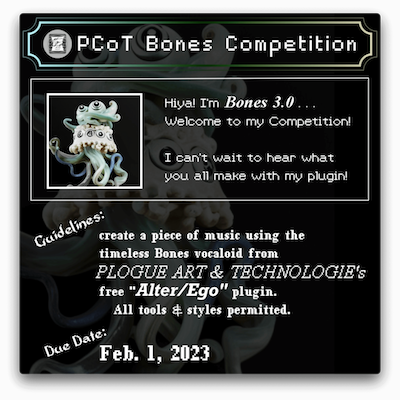 PCoT Bones Competition
Hiya! I'm Bones 3.0 . . .
Welcome to my Competition!
I can't wait to hear what
you all make with my plugin!
Guidelines:
create a piece of music using the
timeless Bones vocaloid from
PLOGUE ART & TECHNOLOGIE's
free "Alter/Ego" plugin.
All tools & styles permitted.
Due Date:
Feb. 1, 2023